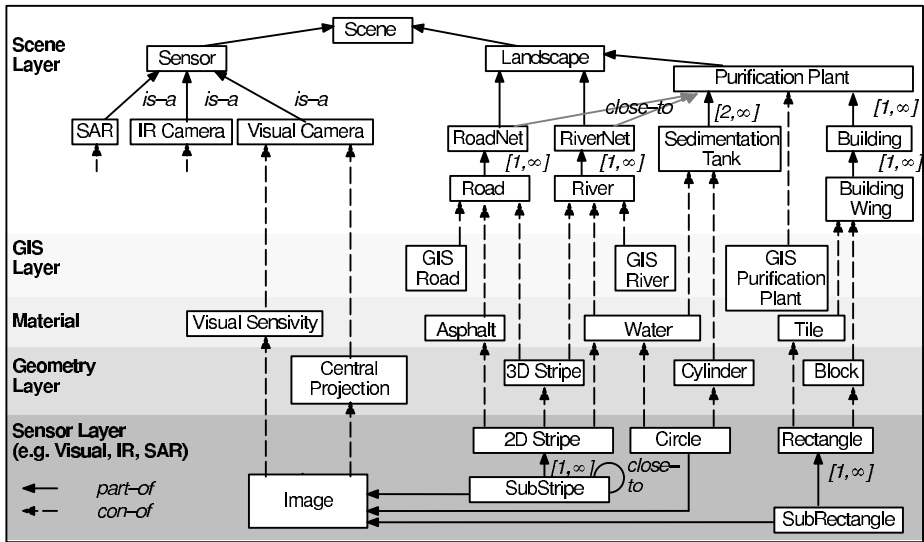 Scene
Layer
Scene
Sensor
Landscape
Purification Plant
is–a
is–a
is–a
close–to
[2,∞]
[1,∞]
SAR
IR Camera
Visual Camera
RoadNet
RiverNet
Sedimentation
Tank
Building
[1,∞]
[1,∞]
[1,∞]
Road
River
Building
Wing
GIS
Layer
GIS
Road
GIS
River
GIS
Purification
Plant
Material
Visual Sensivity
Asphalt
Water
Tile
Geometry
Layer
Central
Projection
3D Stripe
Cylinder
Block
Sensor Layer
(e.g. Visual, IR, SAR)
2D Stripe
Circle
Rectangle
[1,∞]
close–
to
[1,∞]
part–of
con–of
Image
SubStripe
SubRectangle